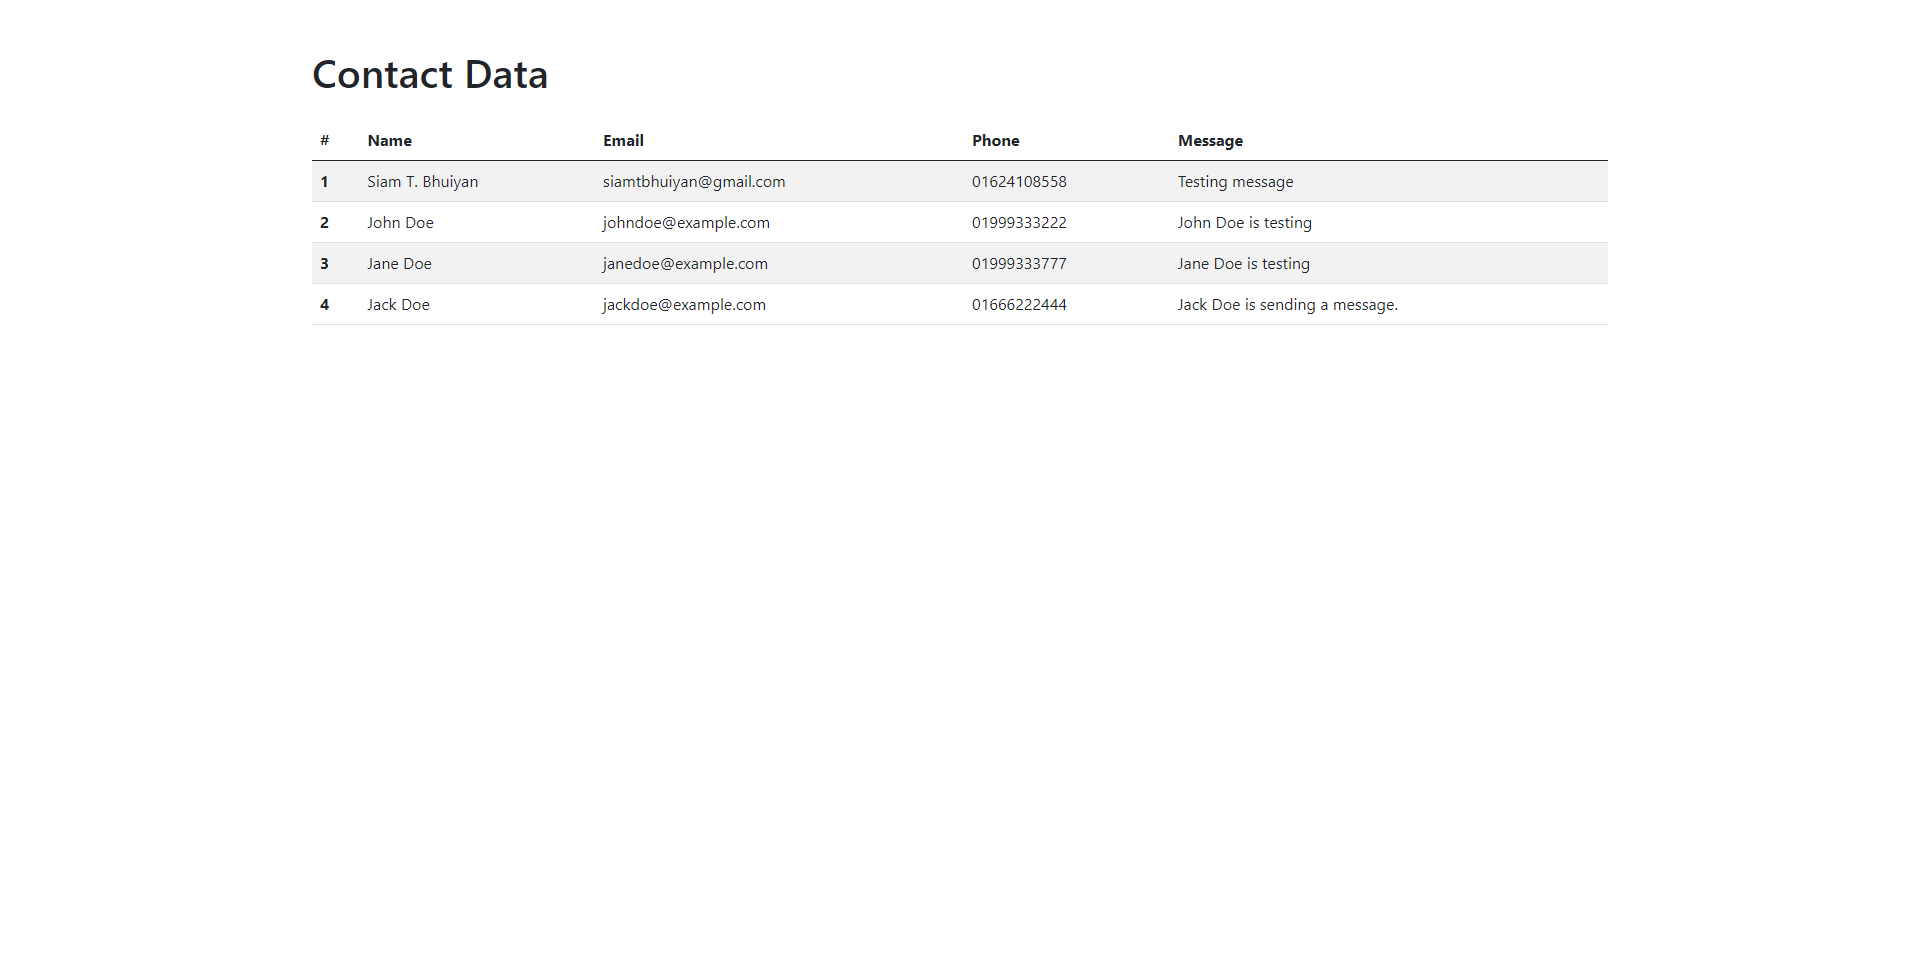 Contact Data
# Name Email Phone Message
1 Siam T. Bhuiyan siamtbhuiyan@gmail.com 01624108558 Testing message
2 John Doe johndoe@example.com 01999333222 John Doe is testing
3 Jane Doe janedoe@example.com 01999333777 Jane Doe is testing
4 Jack Doe jackdoe@example.com 01666222444 Jack Doe is sending a message.